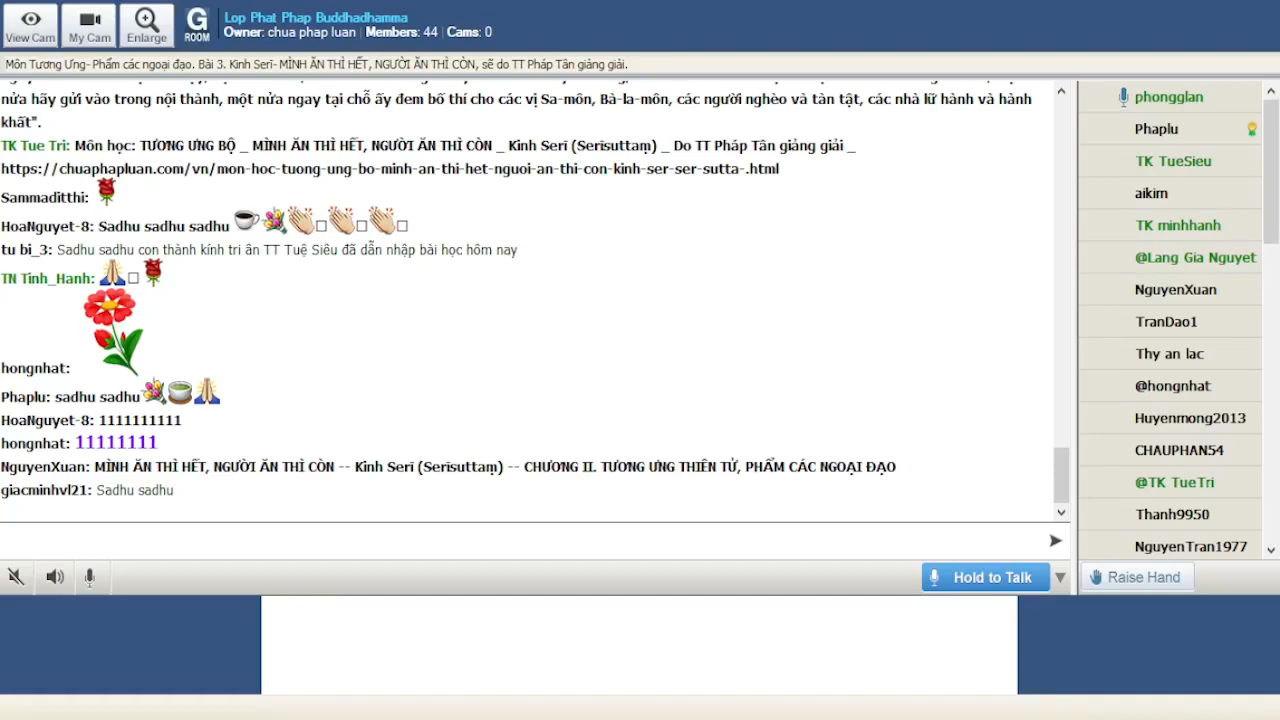 View Cam
My Cam
Enlarge
G
ROOM
Lop Phat Phap Buddhadhamma
Owner: chua phap luan | Members: 44 | Cams: 0
Môn Tương Ưng- Phẩm các ngoại đạo. Bài 3. Kinh Serī- MÌNH ĂN THÌ HẾT, NGƯỜI ĂN THÌ CÒN, sẽ do TT Pháp Tân giảng giải.
nửa hãy gửi vào trong nội thành, một nửa ngay tại chỗ ấy đem bố thí cho các vị Sa-môn, Bà-la-môn, các người nghèo và tàn tật, các nhà lữ hành và hành
khất".
TK Tue Tri: Môn học: TƯƠNG ƯNG BỘ _ MÌNH ĂN THÌ HẾT, NGƯỜI ĂN THÌ CÒN _ Kinh Serī (Serīsuttaṃ) _ Do TT Pháp Tân giảng giải _
https://chuaphapluan.com/vn/mon-hoc-tuong-ung-bo-minh-an-thi-het-nguoi-an-thi-con-kinh-ser-ser-sutta-.html
Sammaditthi:
HoaNguyet-8: Sadhu sadhu sadhu
tu bi_3: Sadhu sadhu con thành kính tri ân TT Tuệ Siêu đã dẫn nhập bài học hôm nay
TN Tinh_Hanh:
hongnhat:
Phaplu: sadhu sadhu
HoaNguyet-8: 1111111111
hongnhat: 11111111
NguyenXuan: MÌNH ĂN THÌ HẾT, NGƯỜI ĂN THÌ CÒN -- Kinh Serī (Serīsuttaṃ) -- CHƯƠNG II. TƯƠNG ƯNG THIÊN TỬ, PHẨM CÁC NGOẠI ĐẠO
giacminhvl21: Sadhu sadhu
Hold to Talk
phongglan
Phaplu
TK TueSieu
aikim
TK minhhanh
@Lang Gia Nguyet
NguyenXuan
TranDao1
Thy an lac
@hongnhat
Huyenmong2013
CHAUPHAN54
@TK TueTri
Thanh9950
NguyenTran1977
Raise Hand